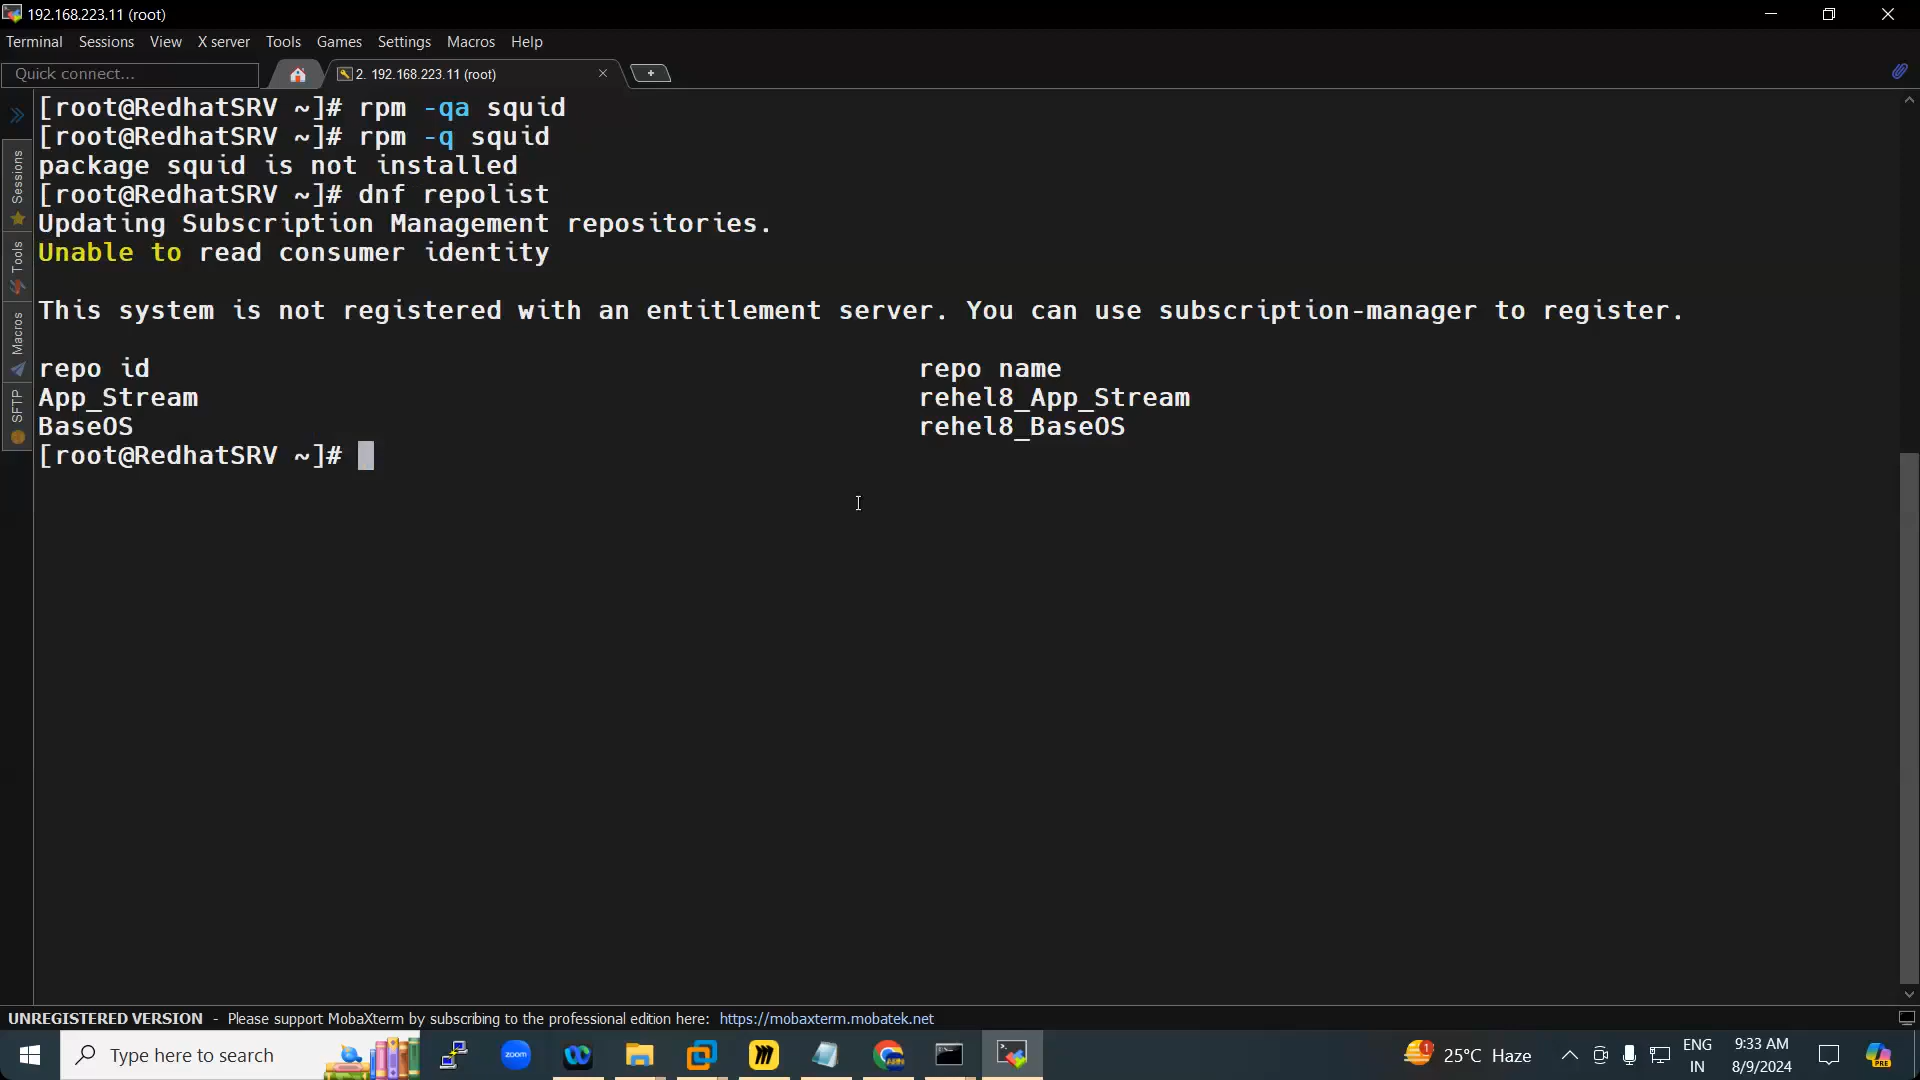 192.168.223.11 (root)
Terminal Sessions View X server Tools Games Settings Macros Help
Quick connect...
2. 192.168.223.11 (root)
[root@RedhatSRV ~]# rpm -qa squid
[root@RedhatSRV ~]# rpm -q squid
package squid is not installed
[root@RedhatSRV ~]# dnf repolist
Updating Subscription Management repositories.
Unable to read consumer identity
This system is not registered with an entitlement server. You can use subscription-manager to register.
repo id repo name
App_Stream rehel8_App_Stream
BaseOS rehel8_BaseOS
[root@RedhatSRV ~]#
Sessions
Tools
Macros
SFTP
UNREGISTERED VERSION - Please support MobaXterm by subscribing to the professional edition here: https://mobaxterm.mobatek.net
Type here to search
zoom
1
25°C Haze
ENG
IN
9:33 AM
8/9/2024
PRE